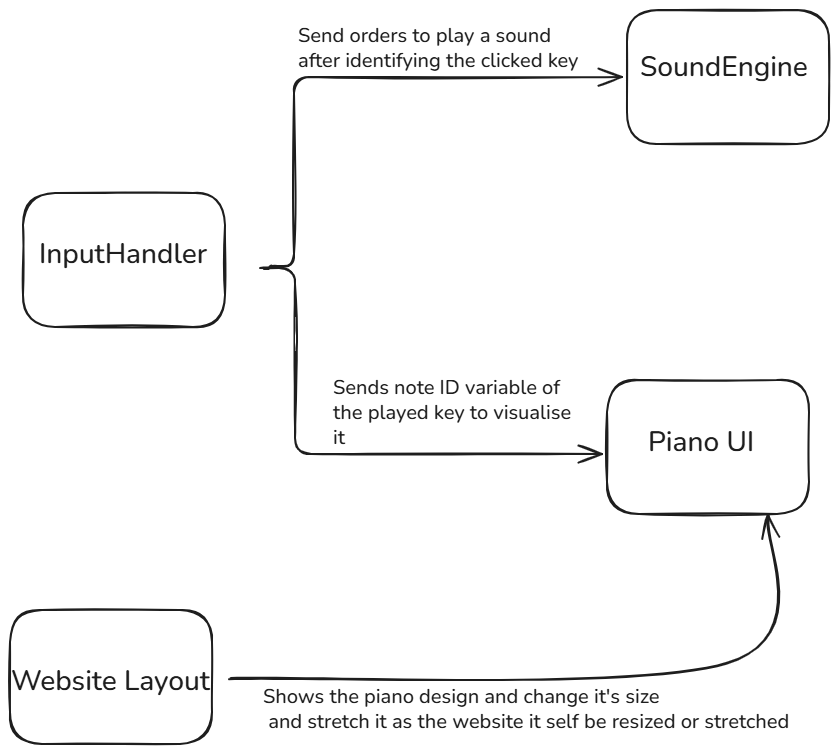 Send orders to play a sound
after identifying the clicked key
SoundEngine
InputHandler
Sends note ID variable of
the played key to visualise
it
Piano UI
Website Layout
Shows the piano design and change it's size
and stretch it as the website it self be resized or stretched